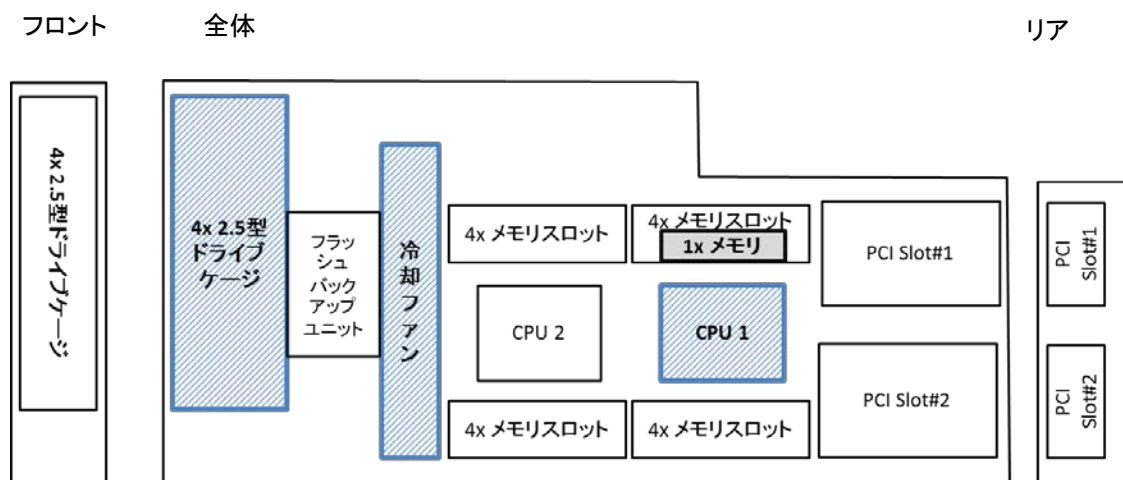 フロント
全体
リア
4x 2.5型ドライブケージ
4x 2.5型
ドライブ
ケージ
フラッ
シュ
バック
アップ
ユニット
冷却ファン
4x メモリスロット
4x メモリスロット
1x メモリ
PCI Slot#1
CPU 2
CPU 1
4x メモリスロット
4x メモリスロット
PCI Slot#2
PCI
Slot#1
PCI
Slot#2